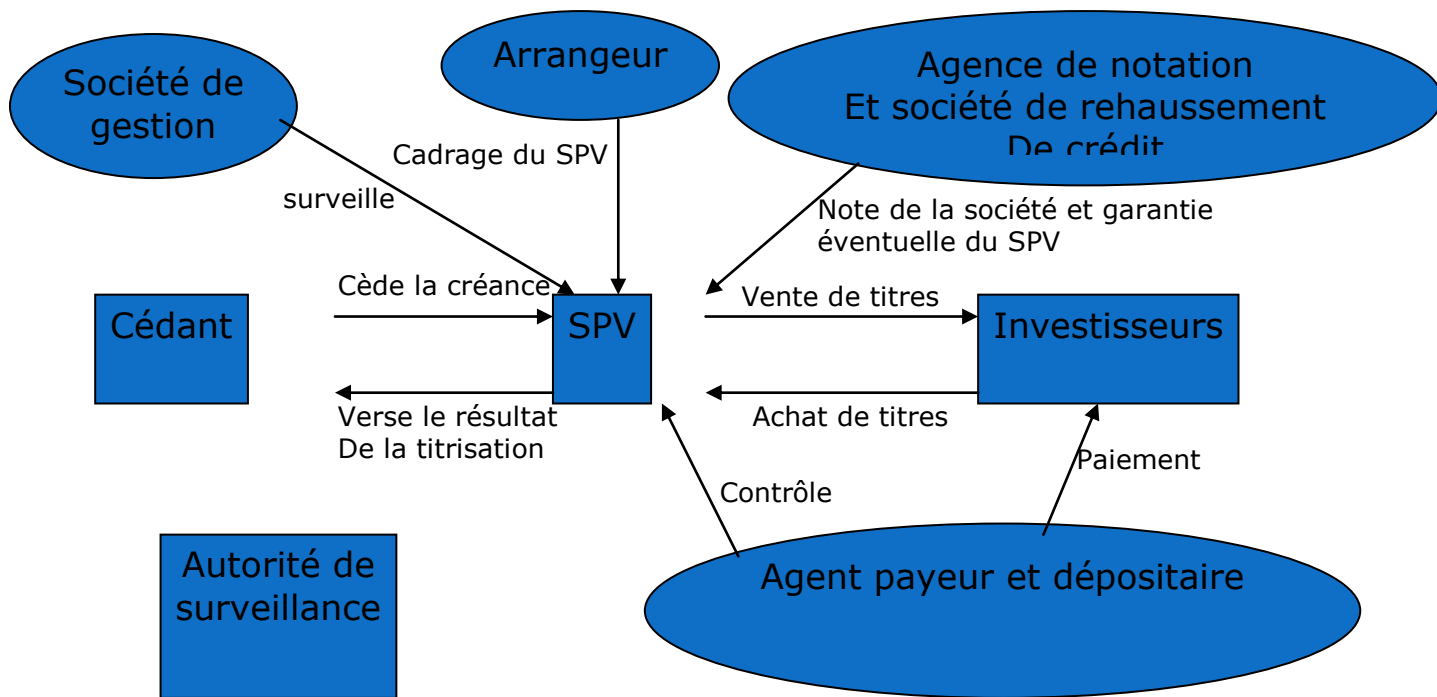 Société de
gestion
Arrangeur
Agence de notation
Et société de rehaussement
De crédit
Cadrage du SPV
surveille
Note de la société et garantie
éventuelle du SPV
Cède la créance
Vente de titres
Cédant
SPV
Investisseurs
Verse le résultat
De la titrisation
Achat de titres
Paiement
Contrôle
Autorité de
surveillance
Agent payeur et dépositaire